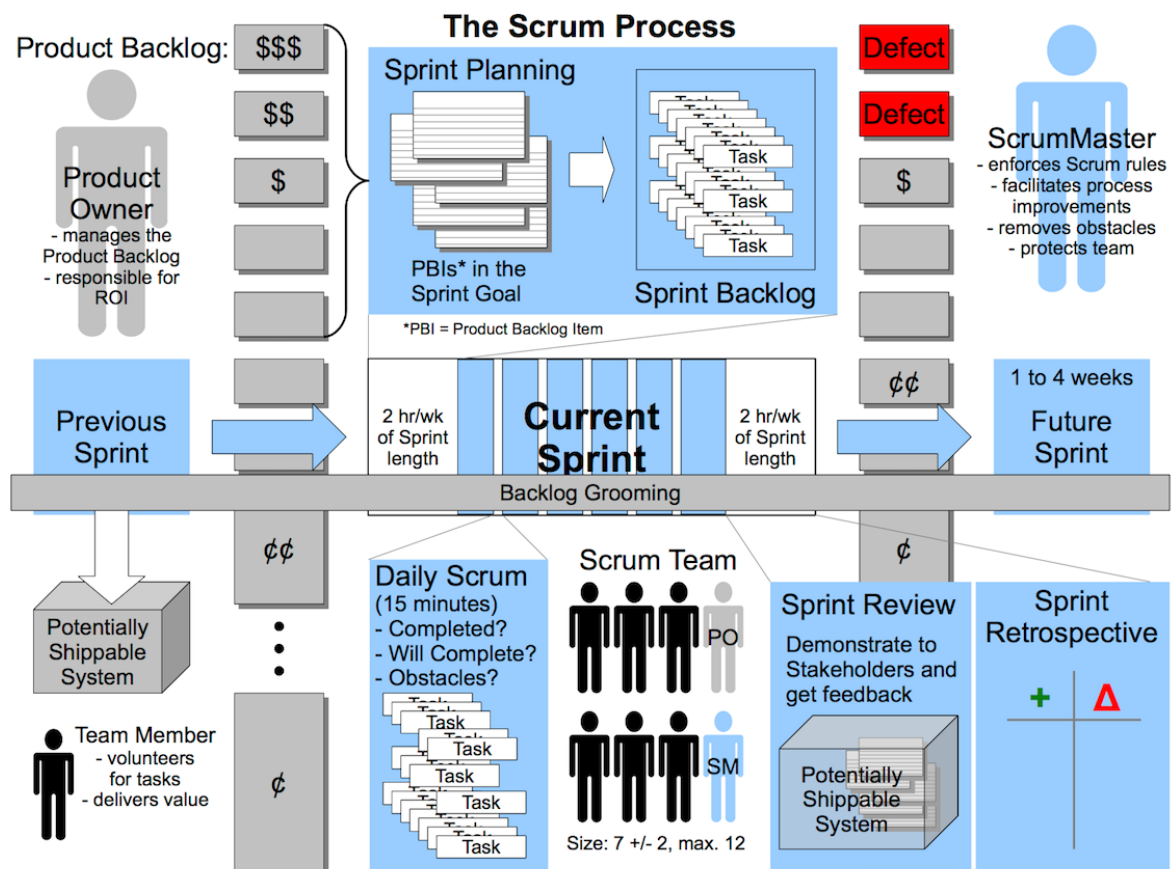 The Scrum Process
Product Backlog:
$$$
$$
$
Product
Owner
- manages the
Product Backlog
- responsible for
ROI
Sprint Planning
PBIs* in the
Sprint Goal
Task
Task
Task
Task
Task
Task
Sprint Backlog
*PBI = Product Backlog Item
Defect
Defect
$
ScrumMaster
- enforces Scrum rules
- facilitates process
improvements
- removes obstacles
- protects team
Previous
Sprint
2 hr/wk
of Sprint
length
Current
Sprint
2 hr/wk
of Sprint
length
¢¢
1 to 4 weeks
Future
Sprint
Backlog Grooming
¢¢
¢
Potentially
Shippable
System
Team Member
- volunteers
for tasks
- delivers value
¢
Daily Scrum
(15 minutes)
- Completed?
- Will Complete?
- Obstacles?
Task
Task
Task
Task
Task
Task
Task
Scrum Team
PO
SM
Size: 7 +/- 2, max. 12
Sprint Review
Demonstrate to
Stakeholders and
get feedback
Potentially
Shippable
System
Sprint
Retrospective
+ Δ